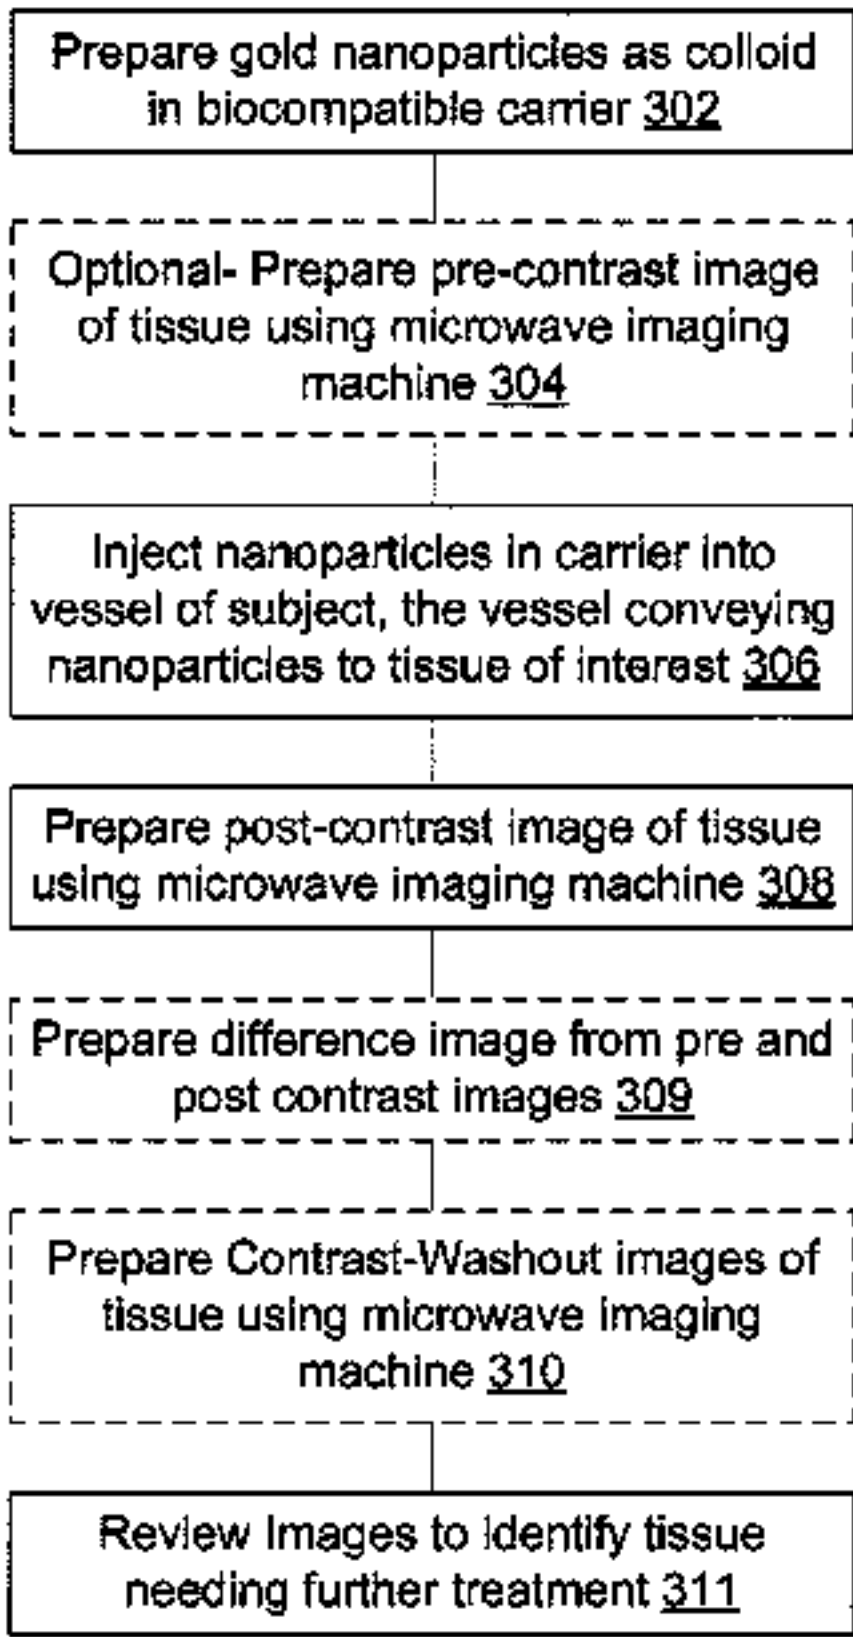 Prepare gold nanoparticles as colloid
in biocompatible carrier 302
Optional- Prepare pre-contrast image
of tissue using microwave imaging
machine 304
Inject nanoparticles in carrier into
vessel of subject, the vessel conveying
nanoparticles to tissue of interest 306
Prepare post-contrast image of tissue
using microwave imaging machine 308
Prepare difference image from pre and
post contrast images 309
Prepare Contrast-Washout images of
tissue using microwave imaging
machine 310
Review Images to Identify tissue
needing further treatment 311